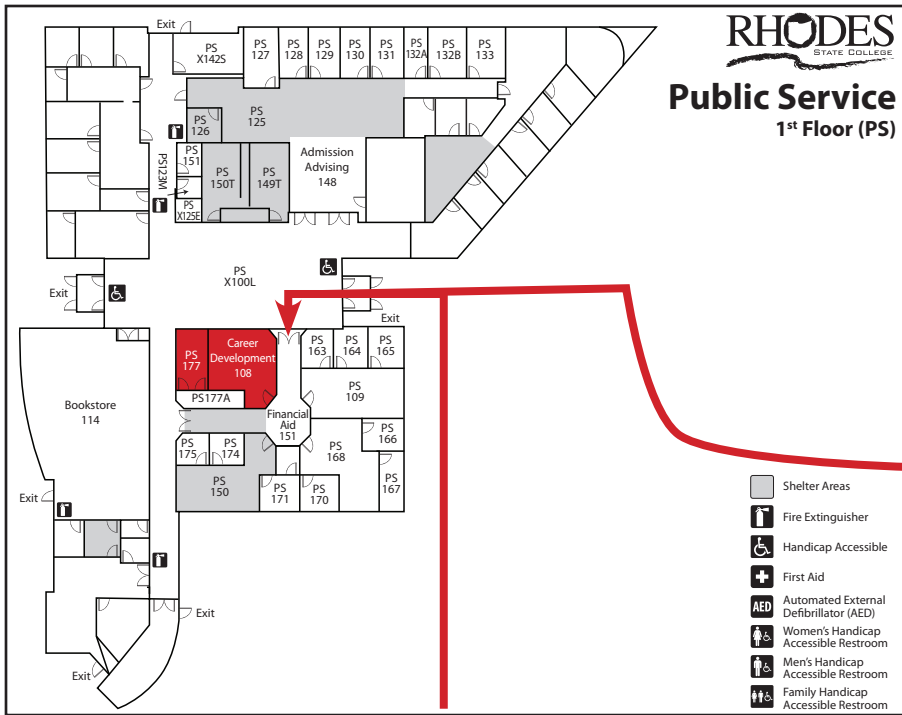 RHODES
STATE COLLEGE
Public Service
1st Floor (PS)
Exit
PS
X142S
PS
127
PS
128
PS
129
PS
130
PS
131
PS
132A
PS
132B
PS
133
PS
126
PS
125
PS123M
PS
151
PS
150T
PS
149T
Admission
Advising
148
PS
X125E
PS
X100L
Exit
Exit
PS
177
Career
Development
108
PS
163
PS
164
PS
165
PS177A
PS
109
Bookstore
114
Financial
Aid
151
PS
166
PS
175
PS
174
PS
168
PS
150
PS
171
PS
170
PS
167
Exit
Exit
Exit
Shelter Areas
Fire Extinguisher
Handicap Accessible
First Aid
AED
Automated External
Defibrillator (AED)
Women's Handicap
Accessible Restroom
Men's Handicap
Accessible Restroom
Family Handicap
Accessible Restroom